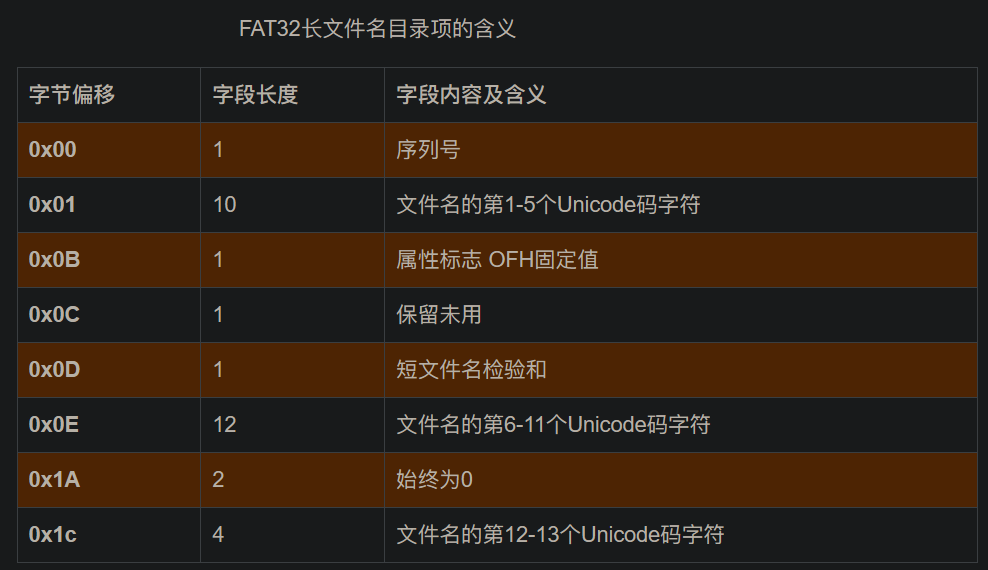 FAT32长文件名目录项的含义
字节偏移 字段长度 字段内容及含义
0x00 1 序列号
0x01 10 文件名的第1-5个Unicode码字符
0x0B 1 属性标志 OFH固定值
0x0C 1 保留未用
0x0D 1 短文件名检验和
0x0E 12 文件名的第6-11个Unicode码字符
0x1A 2 始终为0
0x1c 4 文件名的第12-13个Unicode码字符